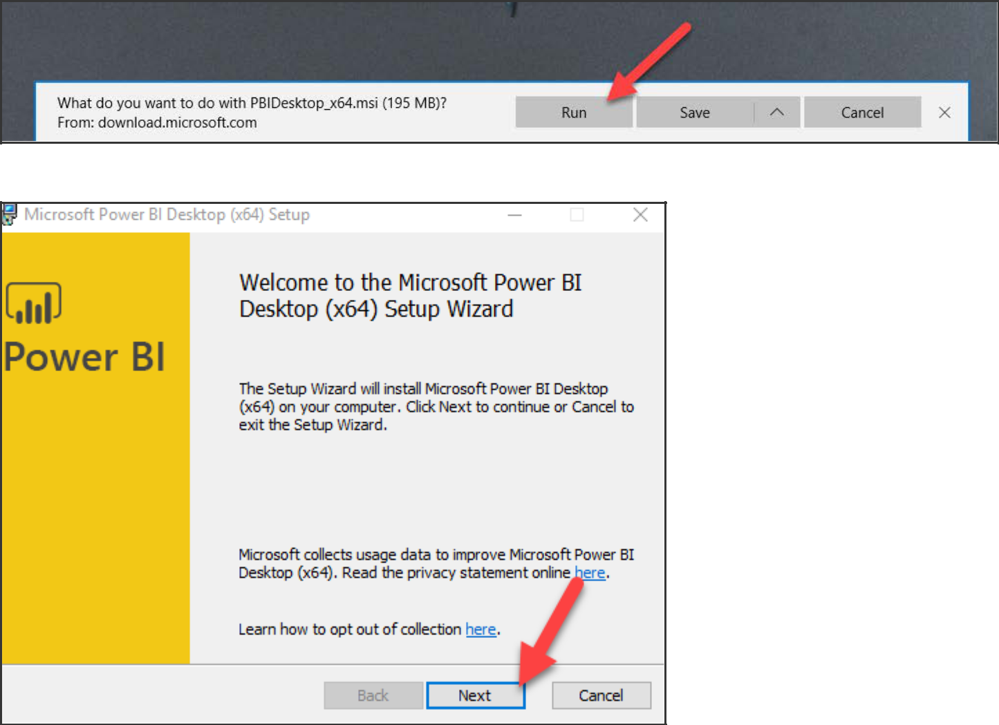 What do you want to do with PBIDesktop_x64.msi (195 MB)?
From: download.microsoft.com
Run
Save
Cancel
Microsoft Power BI Desktop (x64) Setup
Power BI
Welcome to the Microsoft Power BI
Desktop (x64) Setup Wizard
The Setup Wizard will install Microsoft Power BI Desktop
(x64) on your computer. Click Next to continue or Cancel to
exit the Setup Wizard.
Microsoft collects usage data to improve Microsoft Power BI
Desktop (x64). Read the privacy statement online here.
Learn how to opt out of collection here.
Back
Next
Cancel